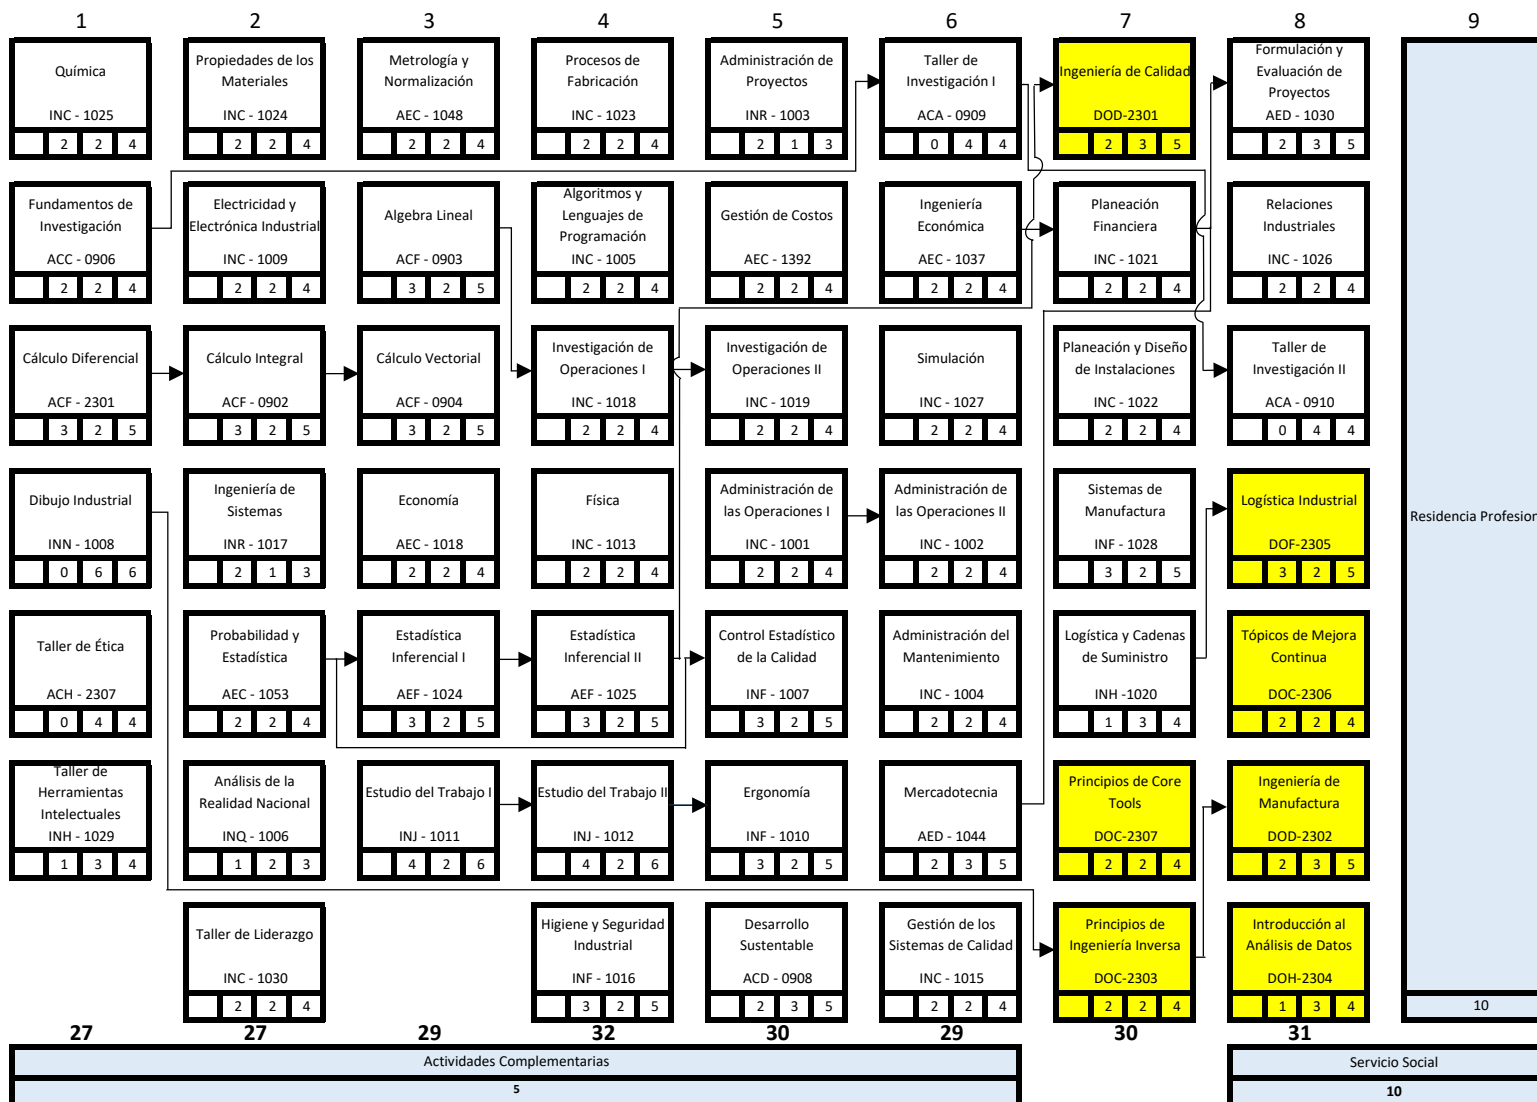 1 2 3 4 5 6 7 8 9
Química
INC - 1025
2 2 4
Propiedades de los
Materiales
INC - 1024
2 2 4
Metrología y
Normalización
AEC - 1048
2 2 4
Procesos de
Fabricación
INC - 1023
2 2 4
Administración de
Proyectos
INR - 1003
2 1 3
Taller de
Investigación I
ACA - 0909
0 4 4
Ingeniería de Calidad
DOD-2301
2 3 5
Formulación y
Evaluación de
Proyectos
AED - 1030
2 3 5
Fundamentos de
Investigación
ACC - 0906
2 2 4
Electricidad y
Electrónica Industrial
INC - 1009
2 2 4
Algebra Lineal
ACF - 0903
3 2 5
Algoritmos y
Lenguajes de
Programación
INC - 1005
2 2 4
Gestión de Costos
AEC - 1392
2 2 4
Ingeniería
Económica
AEC - 1037
2 2 4
Planeación
Financiera
INC - 1021
2 2 4
Relaciones
Industriales
INC - 1026
2 2 4
Cálculo Diferencial
ACF - 2301
3 2 5
Cálculo Integral
ACF - 0902
3 2 5
Cálculo Vectorial
ACF - 0904
3 2 5
Investigación de
Operaciones I
INC - 1018
2 2 4
Investigación de
Operaciones II
INC - 1019
2 2 4
Simulación
INC - 1027
2 2 4
Planeación y Diseño
de Instalaciones
INC - 1022
2 2 4
Taller de
Investigación II
ACA - 0910
0 4 4
Dibujo Industrial
INN - 1008
0 6 6
Ingeniería de
Sistemas
INR - 1017
2 1 3
Economía
AEC - 1018
2 2 4
Física
INC - 1013
2 2 4
Administración de
las Operaciones I
INC - 1001
2 2 4
Administración de
las Operaciones II
INC - 1002
2 2 4
Sistemas de
Manufactura
INF - 1028
3 2 5
Logística Industrial
DOF-2305
3 2 5
Residencia Profesion
Taller de Ética
ACH - 2307
0 4 4
Probabilidad y
Estadística
AEC - 1053
2 2 4
Estadística
Inferencial I
AEF - 1024
3 2 5
Estadística
Inferencial II
AEF - 1025
3 2 5
Control Estadístico
de la Calidad
INF - 1007
3 2 5
Administración del
Mantenimiento
INC - 1004
2 2 4
Logística y Cadenas
de Suministro
INH -1020
1 3 4
Tópicos de Mejora
Continua
DOC-2306
2 2 4
Taller de
Herramientas
Intelectuales
INH - 1029
1 3 4
Análisis de la
Realidad Nacional
INQ - 1006
1 2 3
Estudio del Trabajo I
INJ - 1011
4 2 6
Estudio del Trabajo II
INJ - 1012
4 2 6
Ergonomía
INF - 1010
3 2 5
Mercadotecnia
AED - 1044
2 3 5
Principios de Core
Tools
DOC-2307
2 2 4
Ingeniería de
Manufactura
DOD-2302
2 3 5
Taller de Liderazgo
INC - 1030
2 2 4
Higiene y Seguridad
Industrial
INF - 1016
3 2 5
Desarrollo
Sustentable
ACD - 0908
2 3 5
Gestión de los
Sistemas de Calidad
INC - 1015
2 2 4
Principios de
Ingeniería Inversa
DOC-2303
2 2 4
Introducción al
Análisis de Datos
DOH-2304
1 3 4
10
27 27 29 32 30 29 30 31
Actividades Complementarias
5
Servicio Social
10